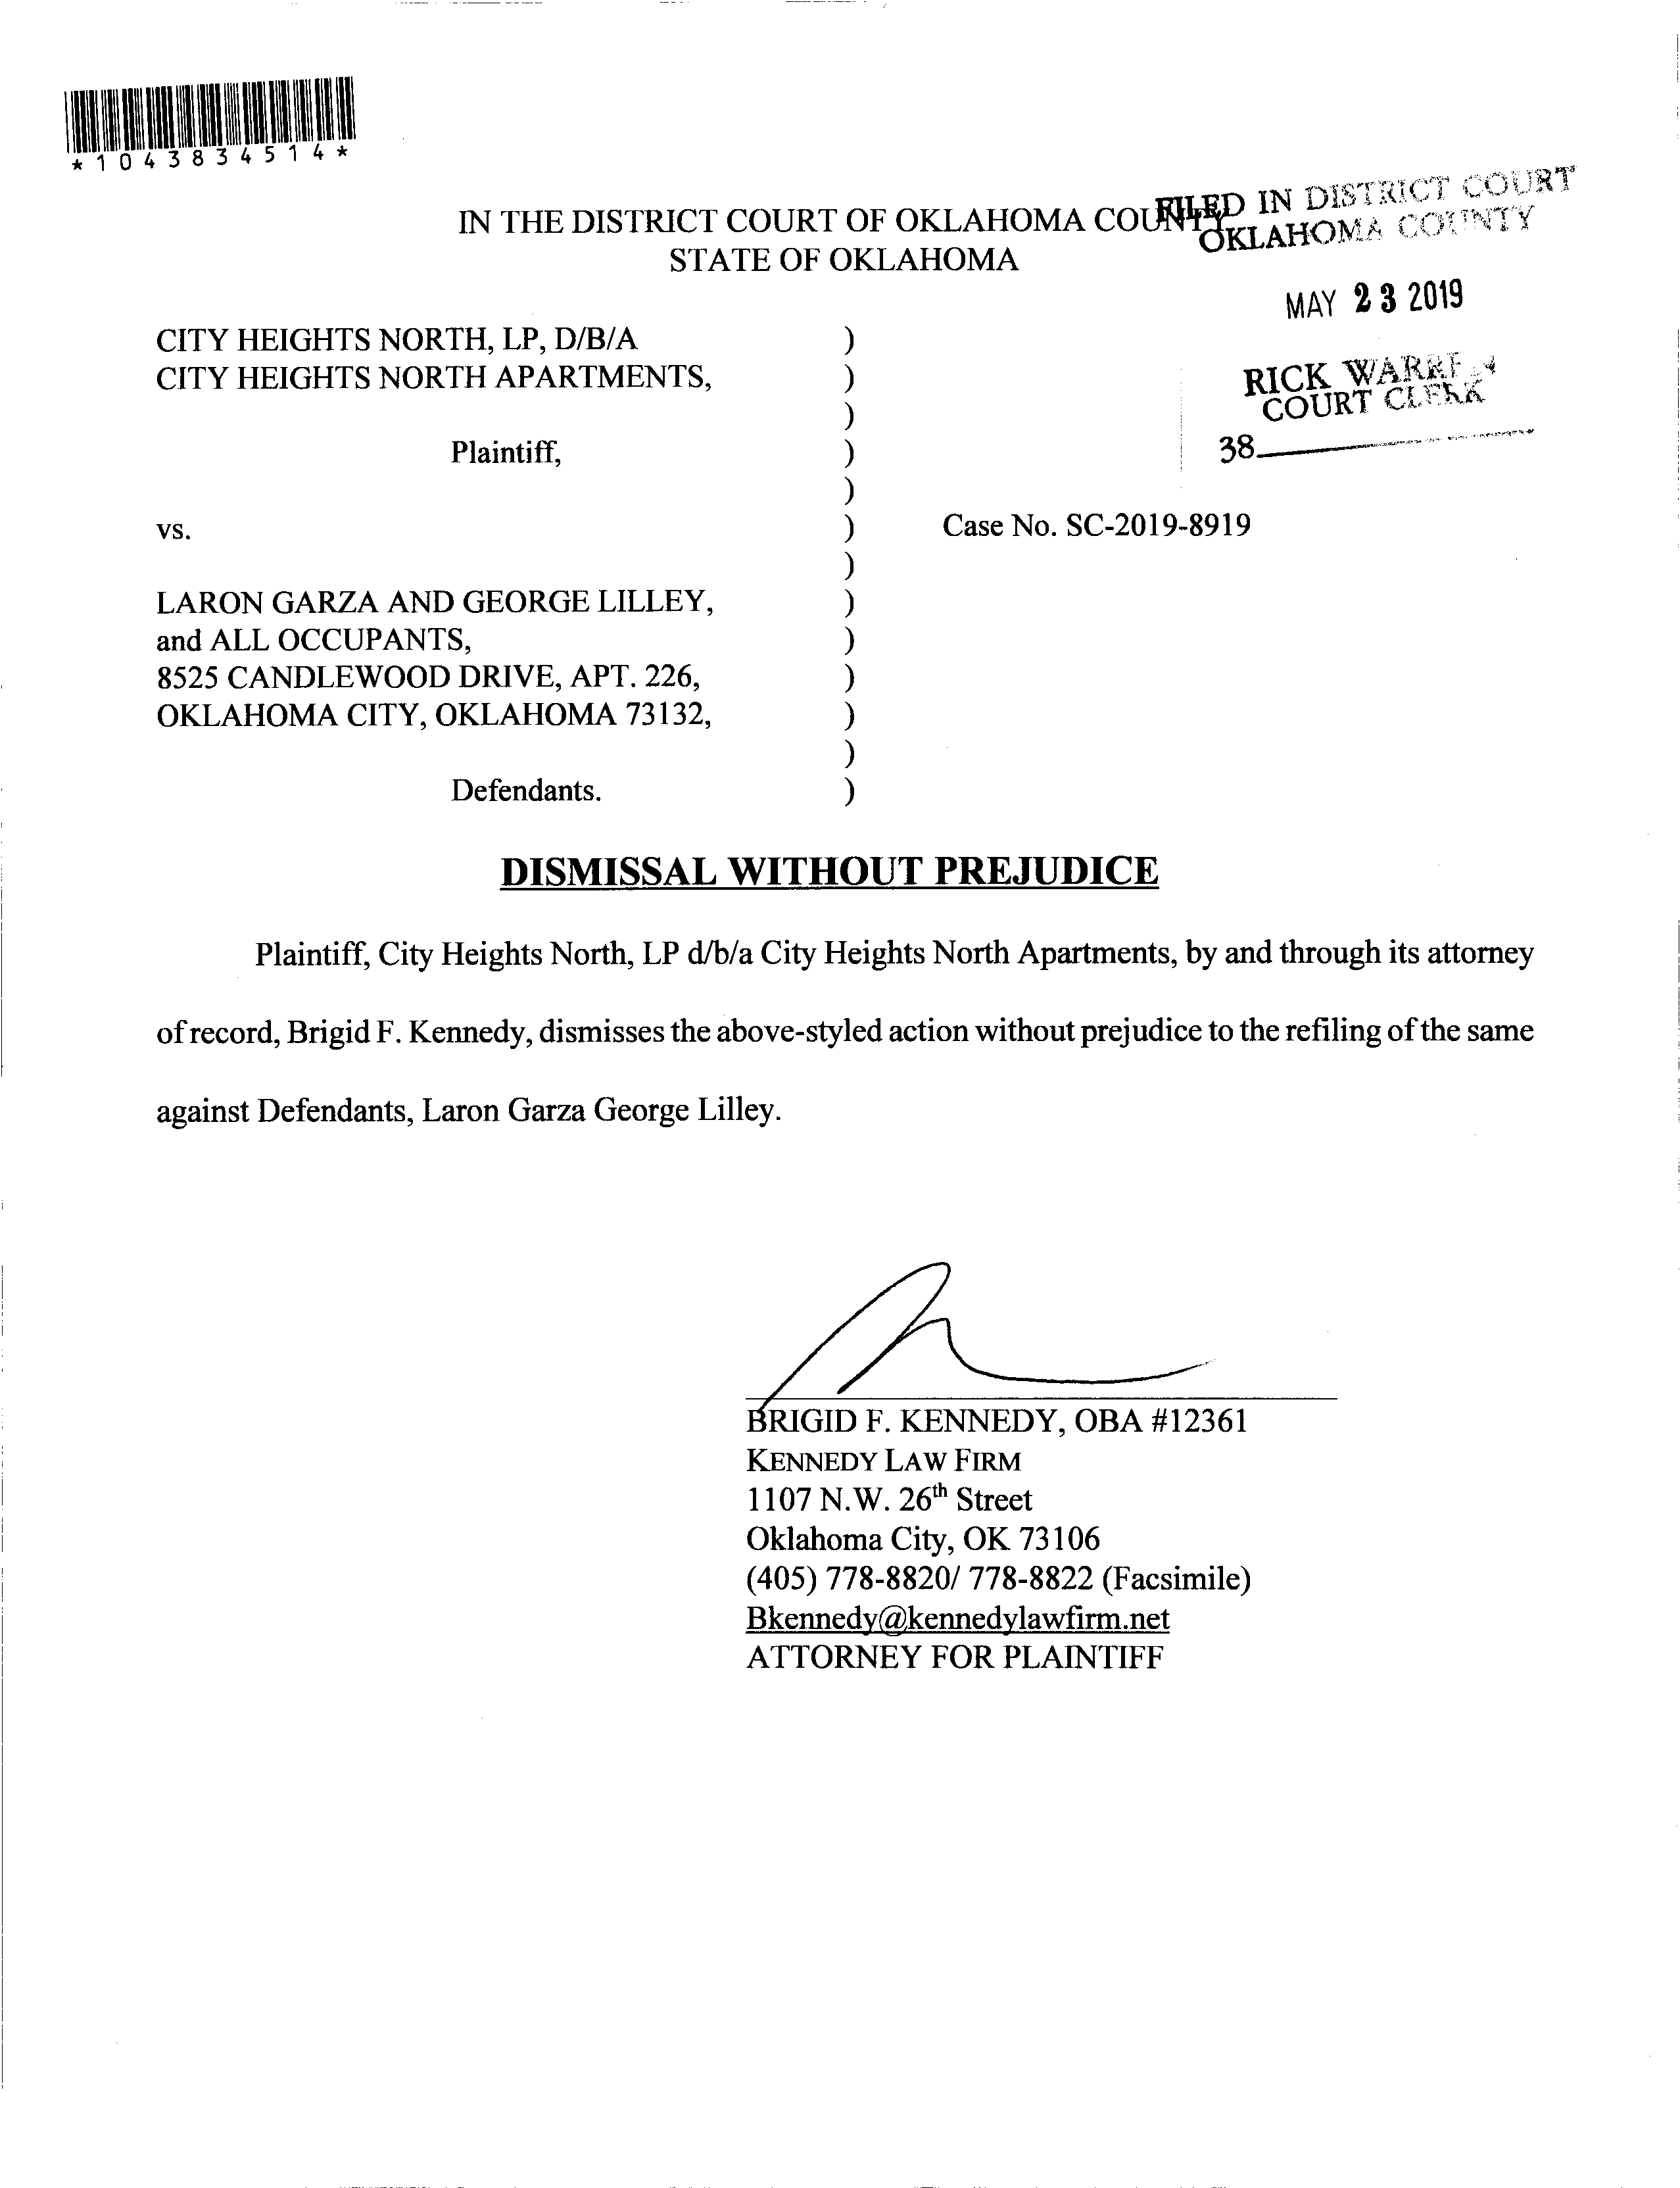 *1043834514*
FILED IN DISTRICT COURT
OKLAHOMA COUNTY
IN THE DISTRICT COURT OF OKLAHOMA COUNTY
STATE OF OKLAHOMA
MAY 23 2019
RICK WARREN
COURT CLERK
38
CITY HEIGHTS NORTH, LP, D/B/A )
CITY HEIGHTS NORTH APARTMENTS, )
)
Plaintiff, )
)
vs. ) Case No. SC-2019-8919
)
LARON GARZA AND GEORGE LILLEY, )
and ALL OCCUPANTS, )
8525 CANDLEWOOD DRIVE, APT. 226, )
OKLAHOMA CITY, OKLAHOMA 73132, )
)
Defendants. )
DISMISSAL WITHOUT PREJUDICE
Plaintiff, City Heights North, LP d/b/a City Heights North Apartments, by and through its attorney
of record, Brigid F. Kennedy, dismisses the above-styled action without prejudice to the refiling of the same
against Defendants, Laron Garza George Lilley.
BRIGID F. KENNEDY, OBA #12361
KENNEDY LAW FIRM
1107 N.W. 26th Street
Oklahoma City, OK 73106
(405) 778-8820/ 778-8822 (Facsimile)
Bkennedy@kennedylawfirm.net
ATTORNEY FOR PLAINTIFF